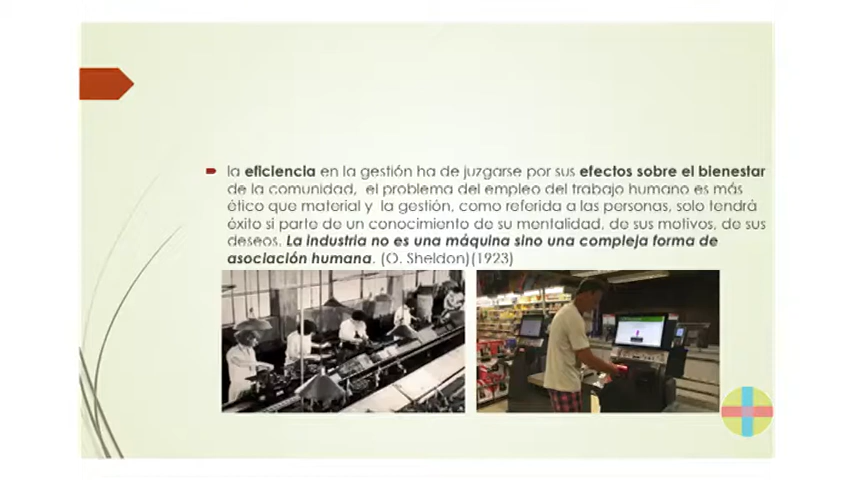 la eficiencia en la gestión ha de juzgarse por sus efectos sobre el bienestar
de la comunidad, el problema del empleo del trabajo humano es más
ético que material y la gestión, como referida a las personas, solo tendrá
éxito si parte de un conocimiento de su mentalidad, de sus motivos, de sus
deseos. La industria no es una máquina sino una compleja forma de
asociación humana. (O. Sheldon)(1923)